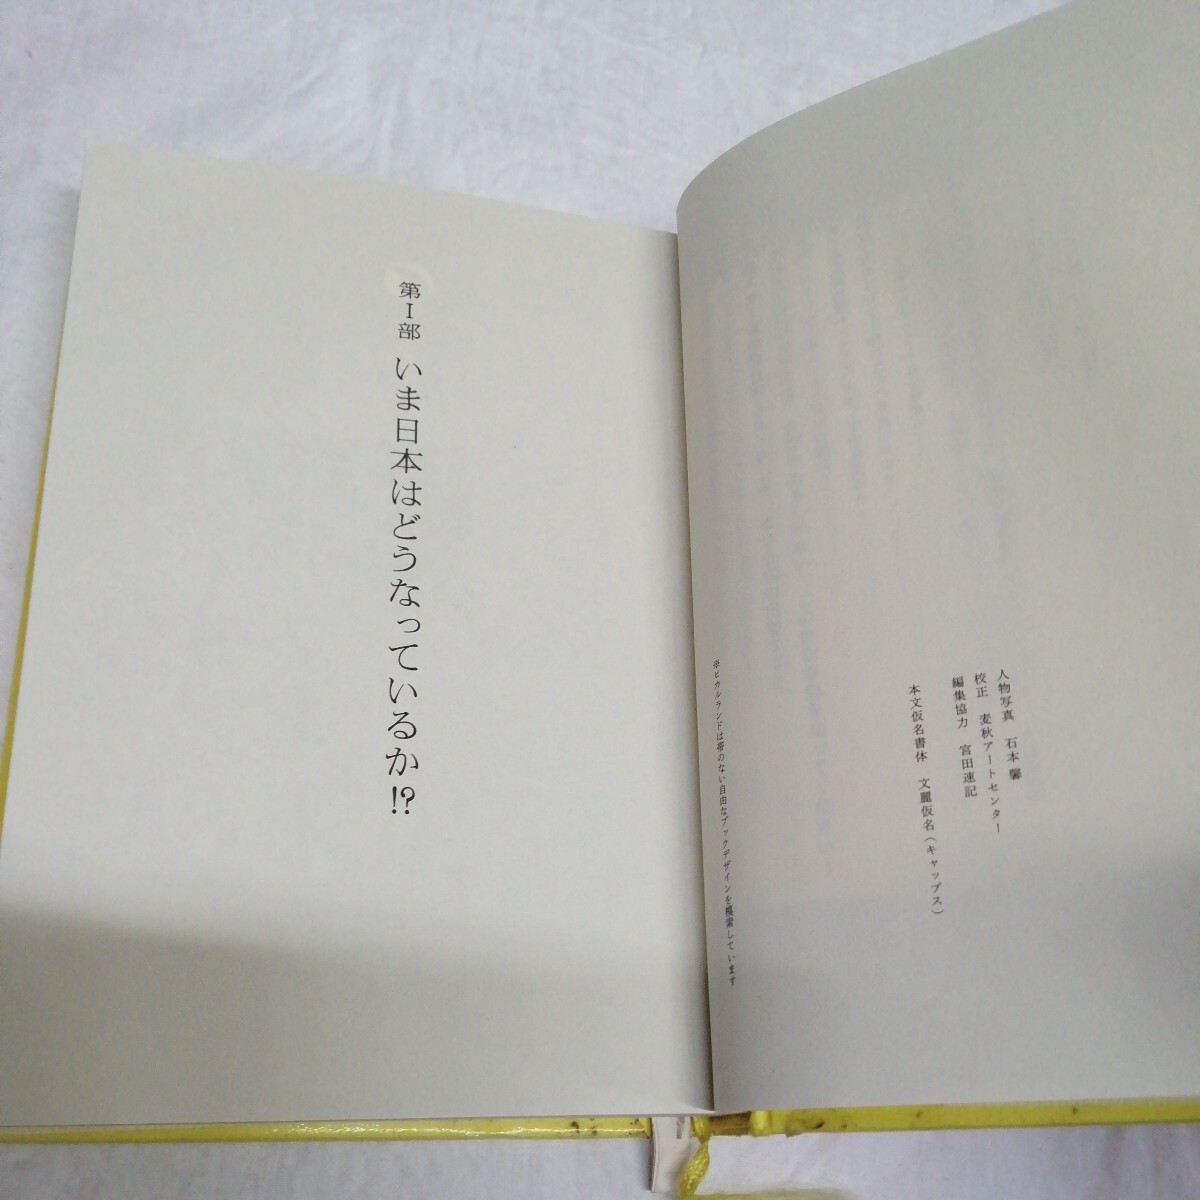 人物写真　石本馨
校正　麦秋アートセンター
編集協力　宮田速記
本文仮名書体　文麗仮名（キャップス）
※ヒカルランドは帯のない自由なブックデザインを模索しています
第Ⅰ部　いま日本はどうなっているか!?